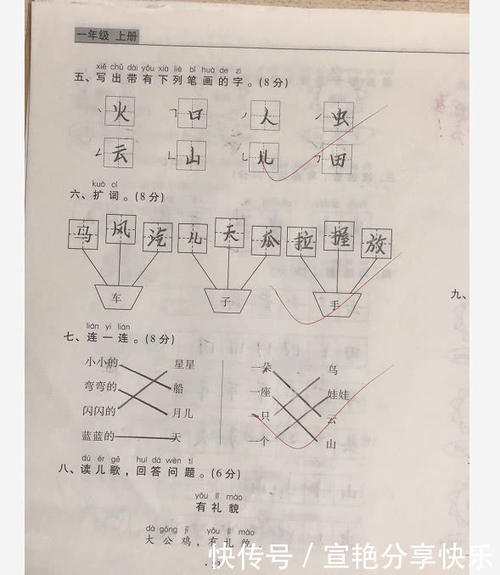 一年级 上册
xiě chū dài yǒu xià liè bǐ huà de zì
五、写出带有下列笔画的字。(8分)
火 口 人 虫
云 山 儿 田
kuò cí
六、扩词。(8分)
马 风 汽 儿 天 瓜 拉 握 放
车 子 手
lián yì lián
七、连一连。(8分)
小小的 星星 一朵 鸟
弯弯的 船 一座 娃娃
闪闪的 月儿 一只 云
蓝蓝的 天 一个 山
dú ér gē huí dá wèn tí
八、读儿歌，回答问题。(6分)
yǒu lǐ mào
有礼貌
dà gōng jī yǒu lǐ mào
大公鸡，有礼貌
九、
快传号／宣艳分享快乐